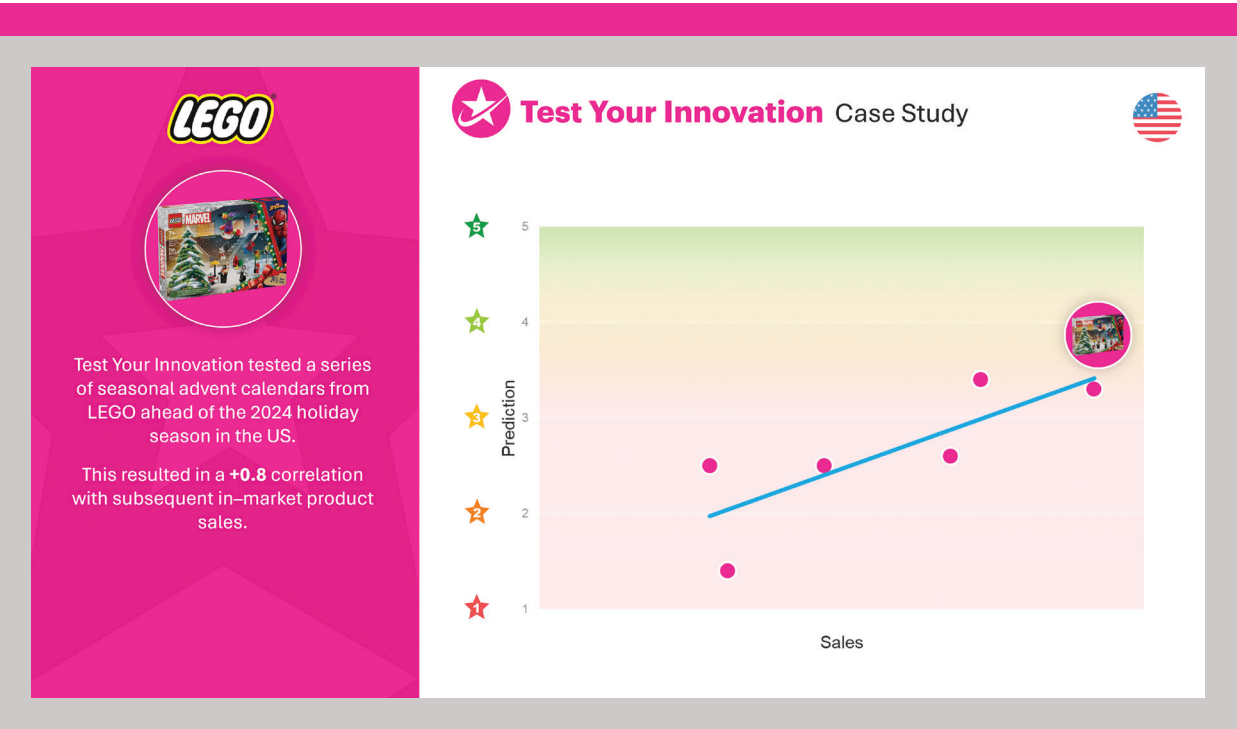 LEGO
LEGO MARVEL
Test Your Innovation tested a series
of seasonal advent calendars from
LEGO ahead of the 2024 holiday
season in the US.
This resulted in a +0.8 correlation
with subsequent in–market product
sales.
Test Your Innovation Case Study
5 5
4 4
3 3
2 2
1 1
Prediction
Sales